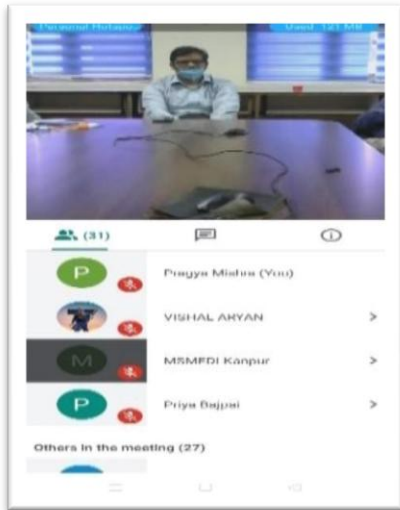 Personal Hotspot Used 121 MB
(31)
P Pragya Mishra (You)
VISHAL ARYAN >
M MSMEDI Kanpur >
P Priya Bajpai >
Others in the meeting (27)